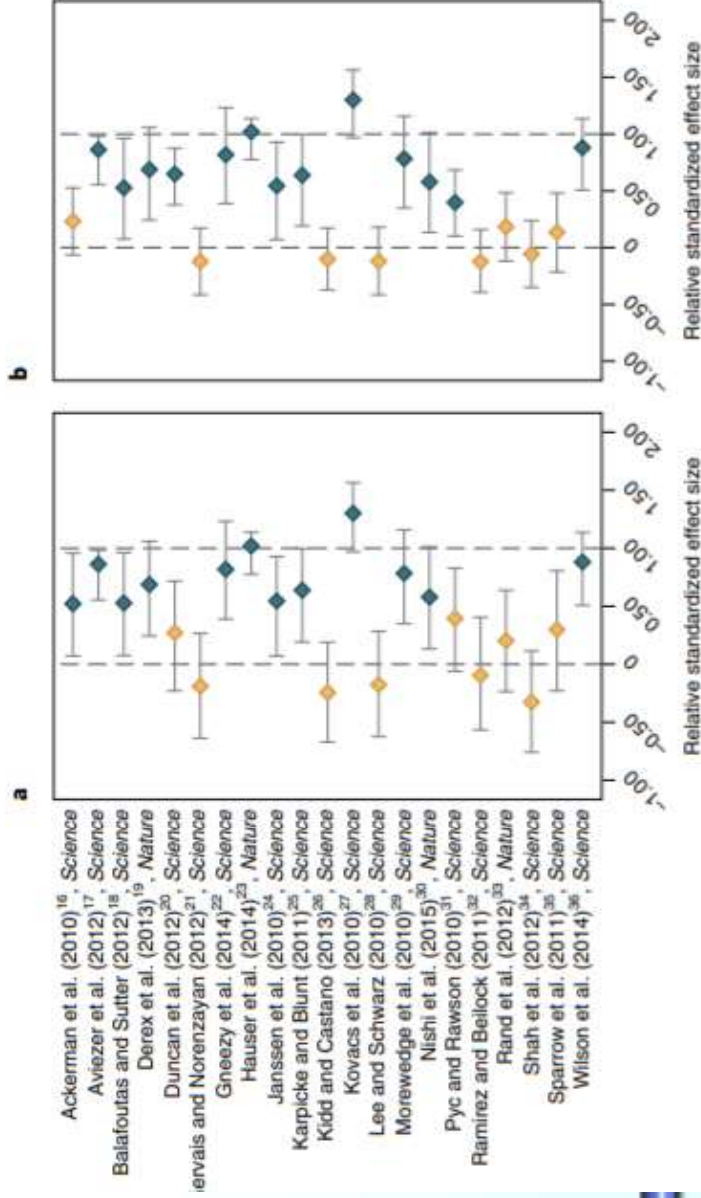 a
b
Ackerman et al. (2010)16, Science
Aviezer et al. (2012)17, Science
Balafoutas and Sutter (2012)18, Science
Derex et al. (2013)19, Nature
Duncan et al. (2012)20, Science
ervais and Norenzayan (2012)21, Science
Gneezy et al. (2014)22, Science
Hauser et al. (2014)23, Nature
Janssen et al. (2010)24, Science
Karpicke and Blunt (2011)25, Science
Kidd and Castano (2013)26, Science
Kovacs et al. (2010)27, Science
Lee and Schwarz (2010)28, Science
Morewedge et al. (2010)29, Science
Nishi et al. (2015)30, Nature
Pyc and Rawson (2010)31, Science
Ramirez and Beilock (2011)32, Science
Rand et al. (2012)33, Nature
Shah et al. (2012)34, Science
Sparrow et al. (2011)35, Science
Wilson et al. (2014)36, Science
−1.00 −0.50 0 0.50 1.00 1.50 2.00
Relative standardized effect size
−1.00 −0.50 0 0.50 1.00 1.50 2.00
Relative standardized effect size